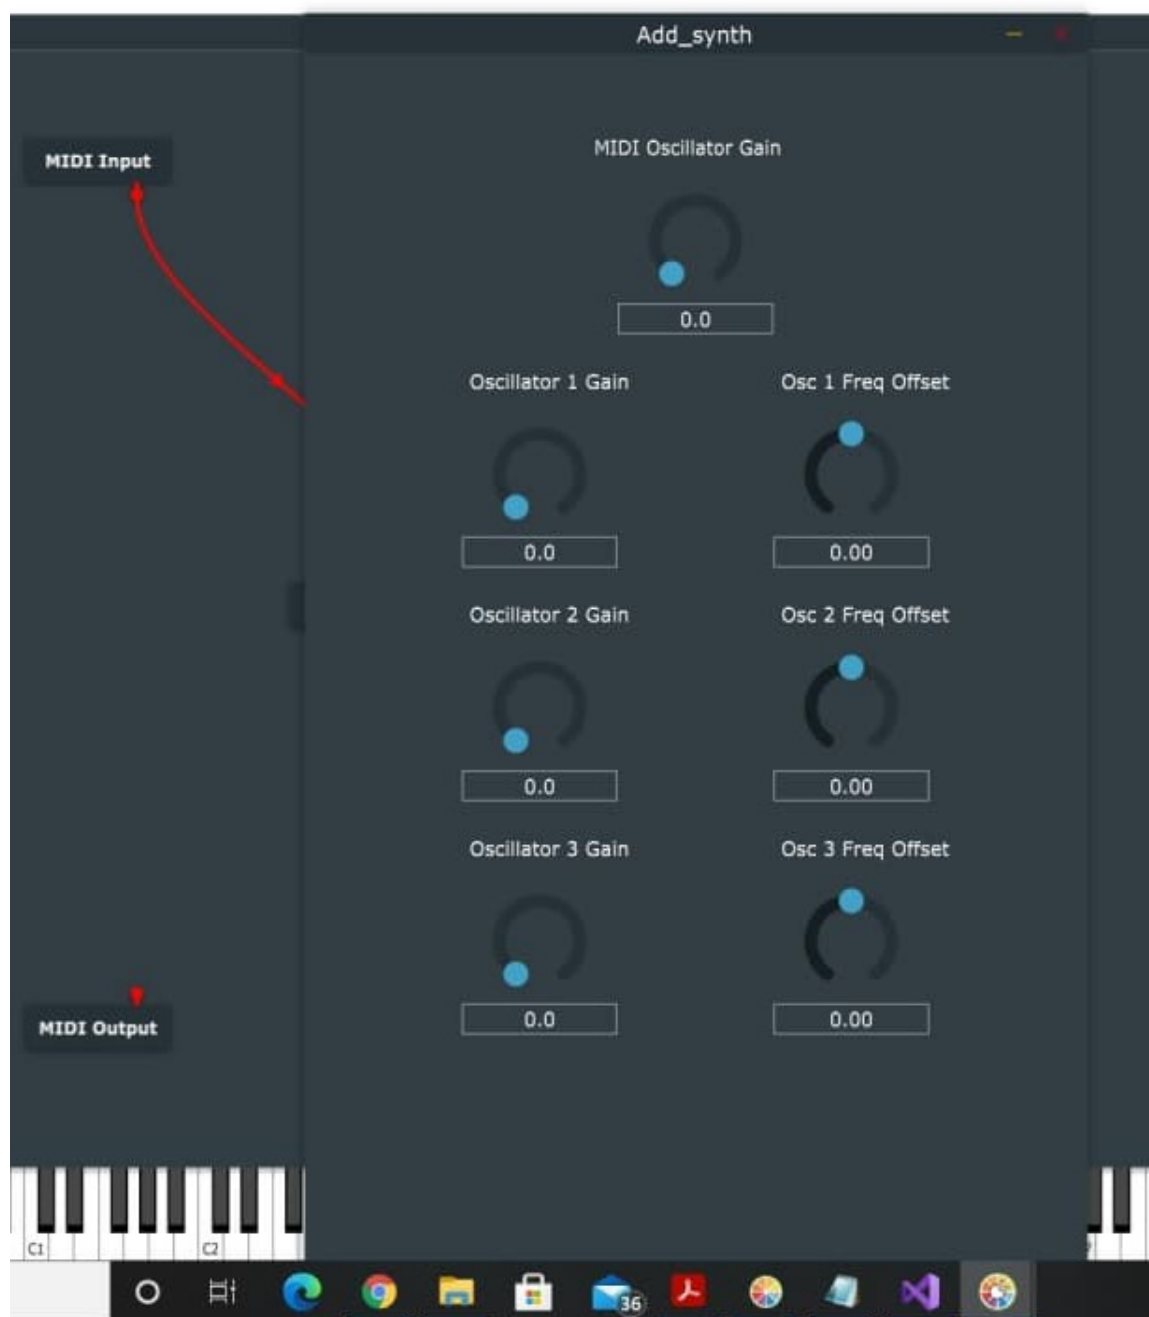 Add_synth
MIDI Input
MIDI Oscillator Gain
0.0
Oscillator 1 Gain
Osc 1 Freq Offset
0.0
0.00
Oscillator 2 Gain
Osc 2 Freq Offset
0.0
0.00
Oscillator 3 Gain
Osc 3 Freq Offset
0.0
0.00
MIDI Output
C1
C2
36